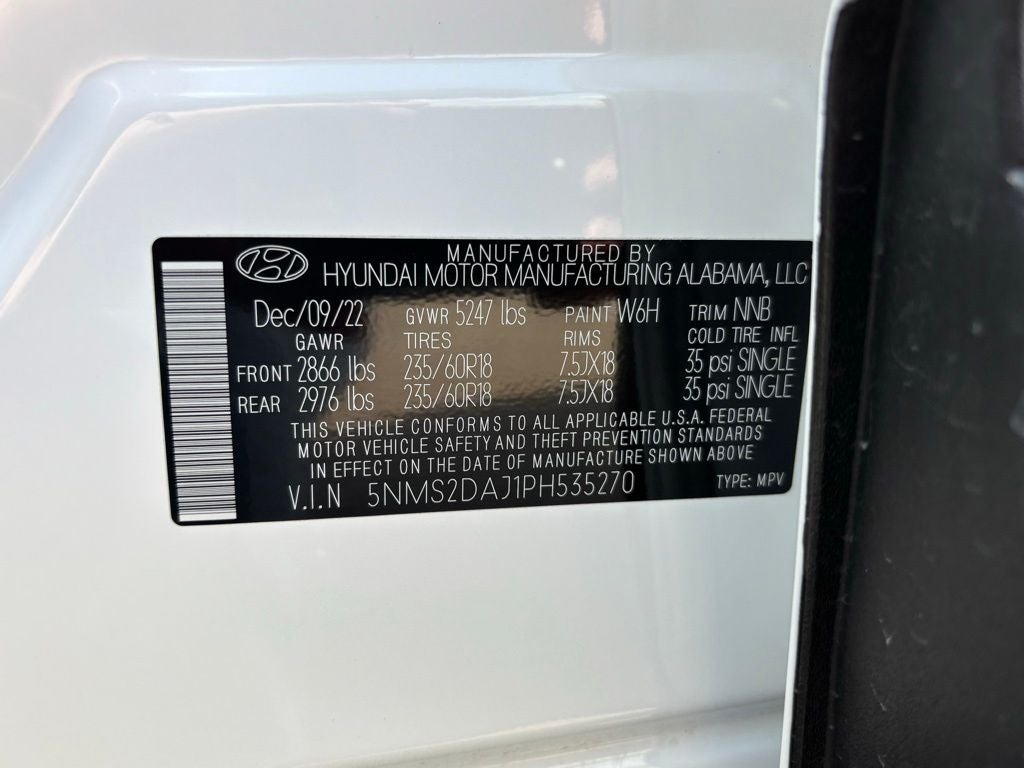 MANUFACTURED BY
HYUNDAI MOTOR MANUFACTURING ALABAMA, LLC
Dec/09/22 GVWR 5247 lbs PAINT W6H TRIM NNB
GAWR TIRES RIMS COLD TIRE INFL
FRONT 2866 lbs 235/60R18 7.5JX18 35 psi SINGLE
REAR 2976 lbs 235/60R18 7.5JX18 35 psi SINGLE
THIS VEHICLE CONFORMS TO ALL APPLICABLE U.S.A. FEDERAL
MOTOR VEHICLE SAFETY AND THEFT PREVENTION STANDARDS
IN EFFECT ON THE DATE OF MANUFACTURE SHOWN ABOVE
V.I.N 5NMS2DAJ1PH535270 TYPE: MPV